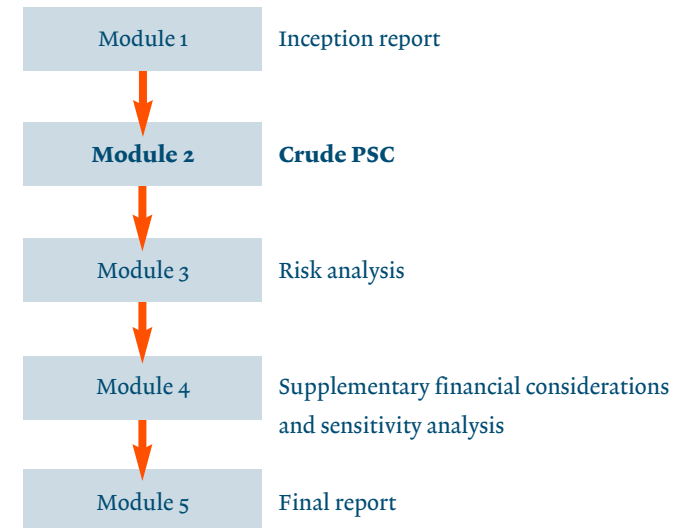 Module 1 Inception report
Module 2 Crude PSC
Module 3 Risk analysis
Module 4 Supplementary financial considerations
and sensitivity analysis
Module 5 Final report